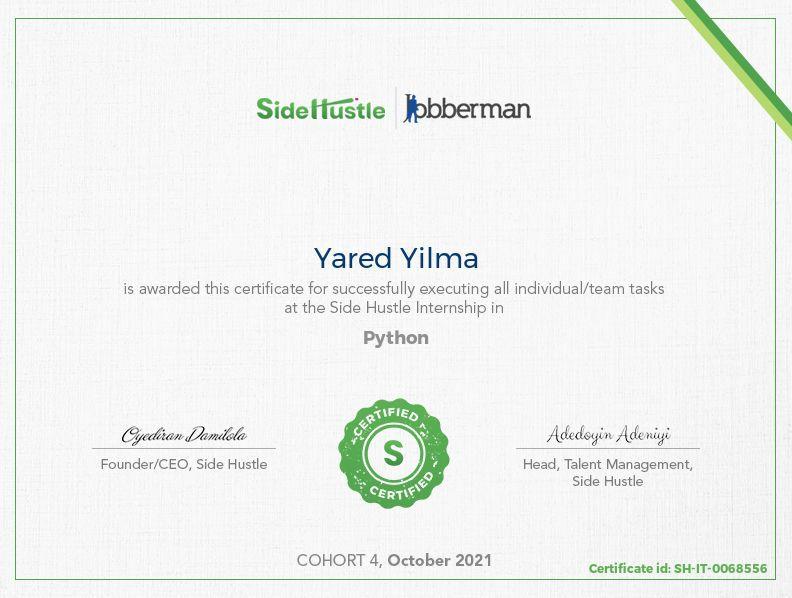 SideHustle Jobberman
Yared Yilma
is awarded this certificate for successfully executing all individual/team tasks
at the Side Hustle Internship in
Python
Oyediran Damilola
Founder/CEO, Side Hustle
CERTIFIED
S
CERTIFIED
Adedoyin Adeniyi
Head, Talent Management,
Side Hustle
COHORT 4, October 2021
Certificate id: SH-IT-0068556